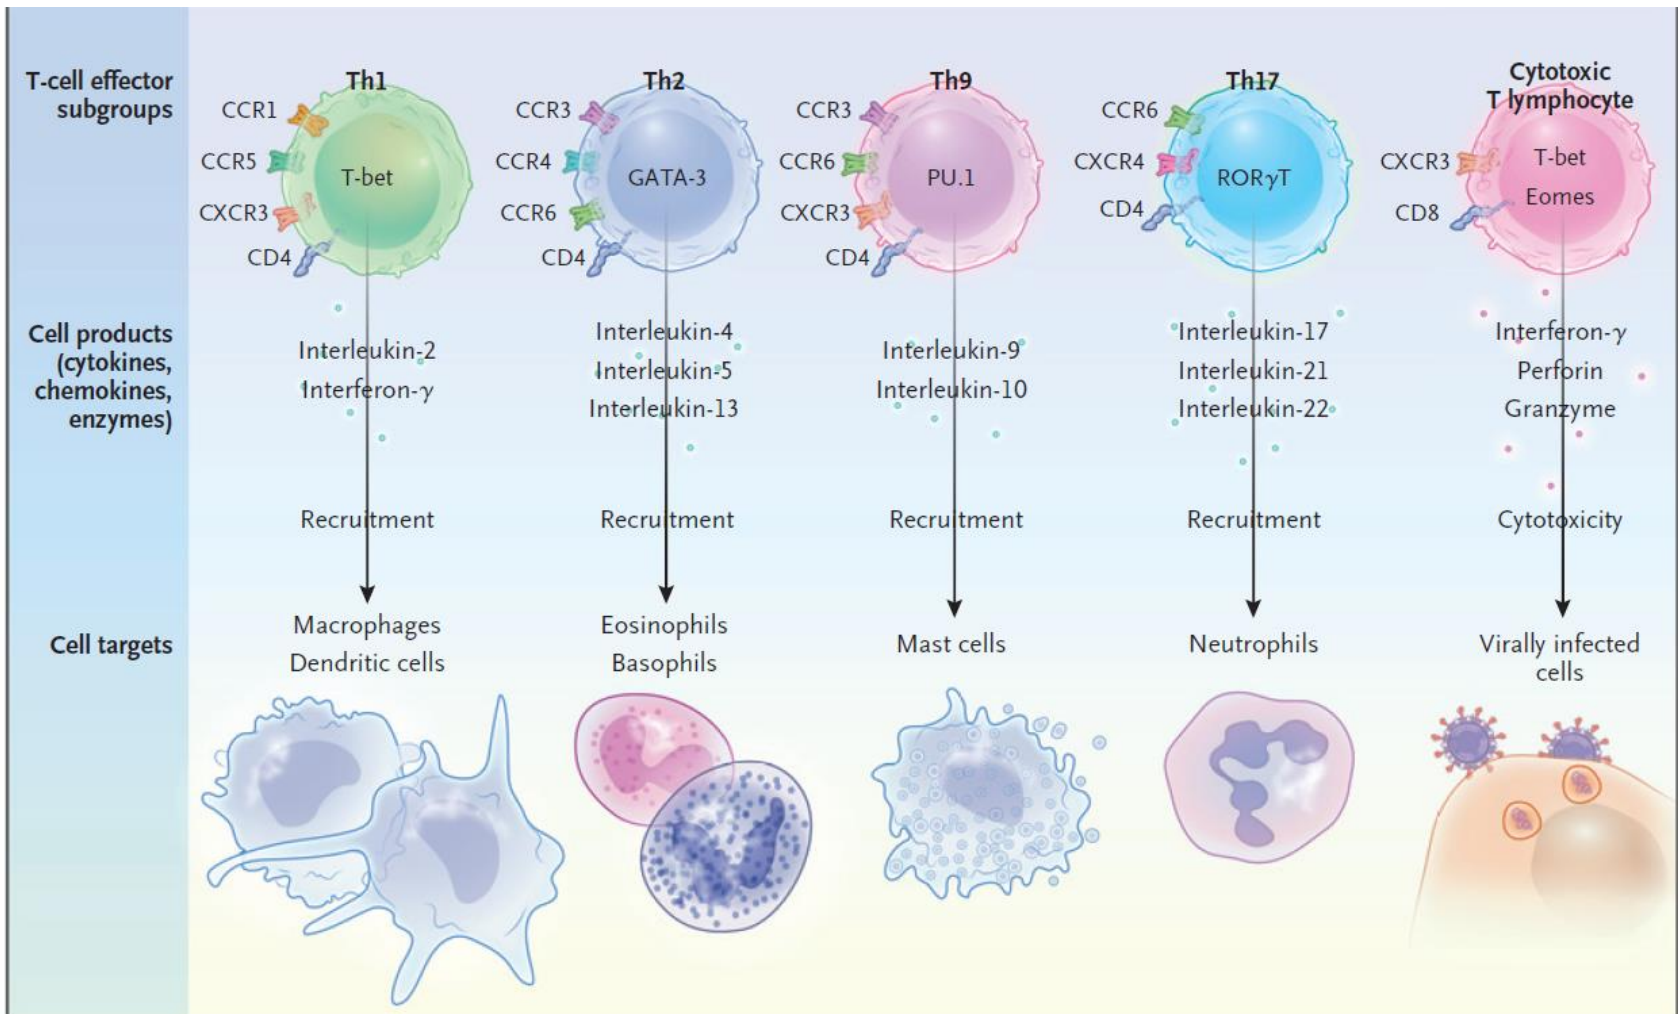 T-cell effector
subgroups
Th1
CCR1
CCR5
CXCR3
CD4
T-bet
Th2
CCR3
CCR4
CCR6
CD4
GATA-3
Th9
CCR3
CCR6
CXCR3
CD4
PU.1
Th17
CCR6
CXCR4
CD4
RORγT
Cytotoxic
T lymphocyte
CXCR3
CD8
T-bet
Eomes
Cell products
(cytokines,
chemokines,
enzymes)
Interleukin-2
Interferon-γ
Interleukin-4
Interleukin-5
Interleukin-13
Interleukin-9
Interleukin-10
Interleukin-17
Interleukin-21
Interleukin-22
Interferon-γ
Perforin
Granzyme
Recruitment
Recruitment
Recruitment
Recruitment
Cytotoxicity
Cell targets
Macrophages
Dendritic cells
Eosinophils
Basophils
Mast cells
Neutrophils
Virally infected
cells